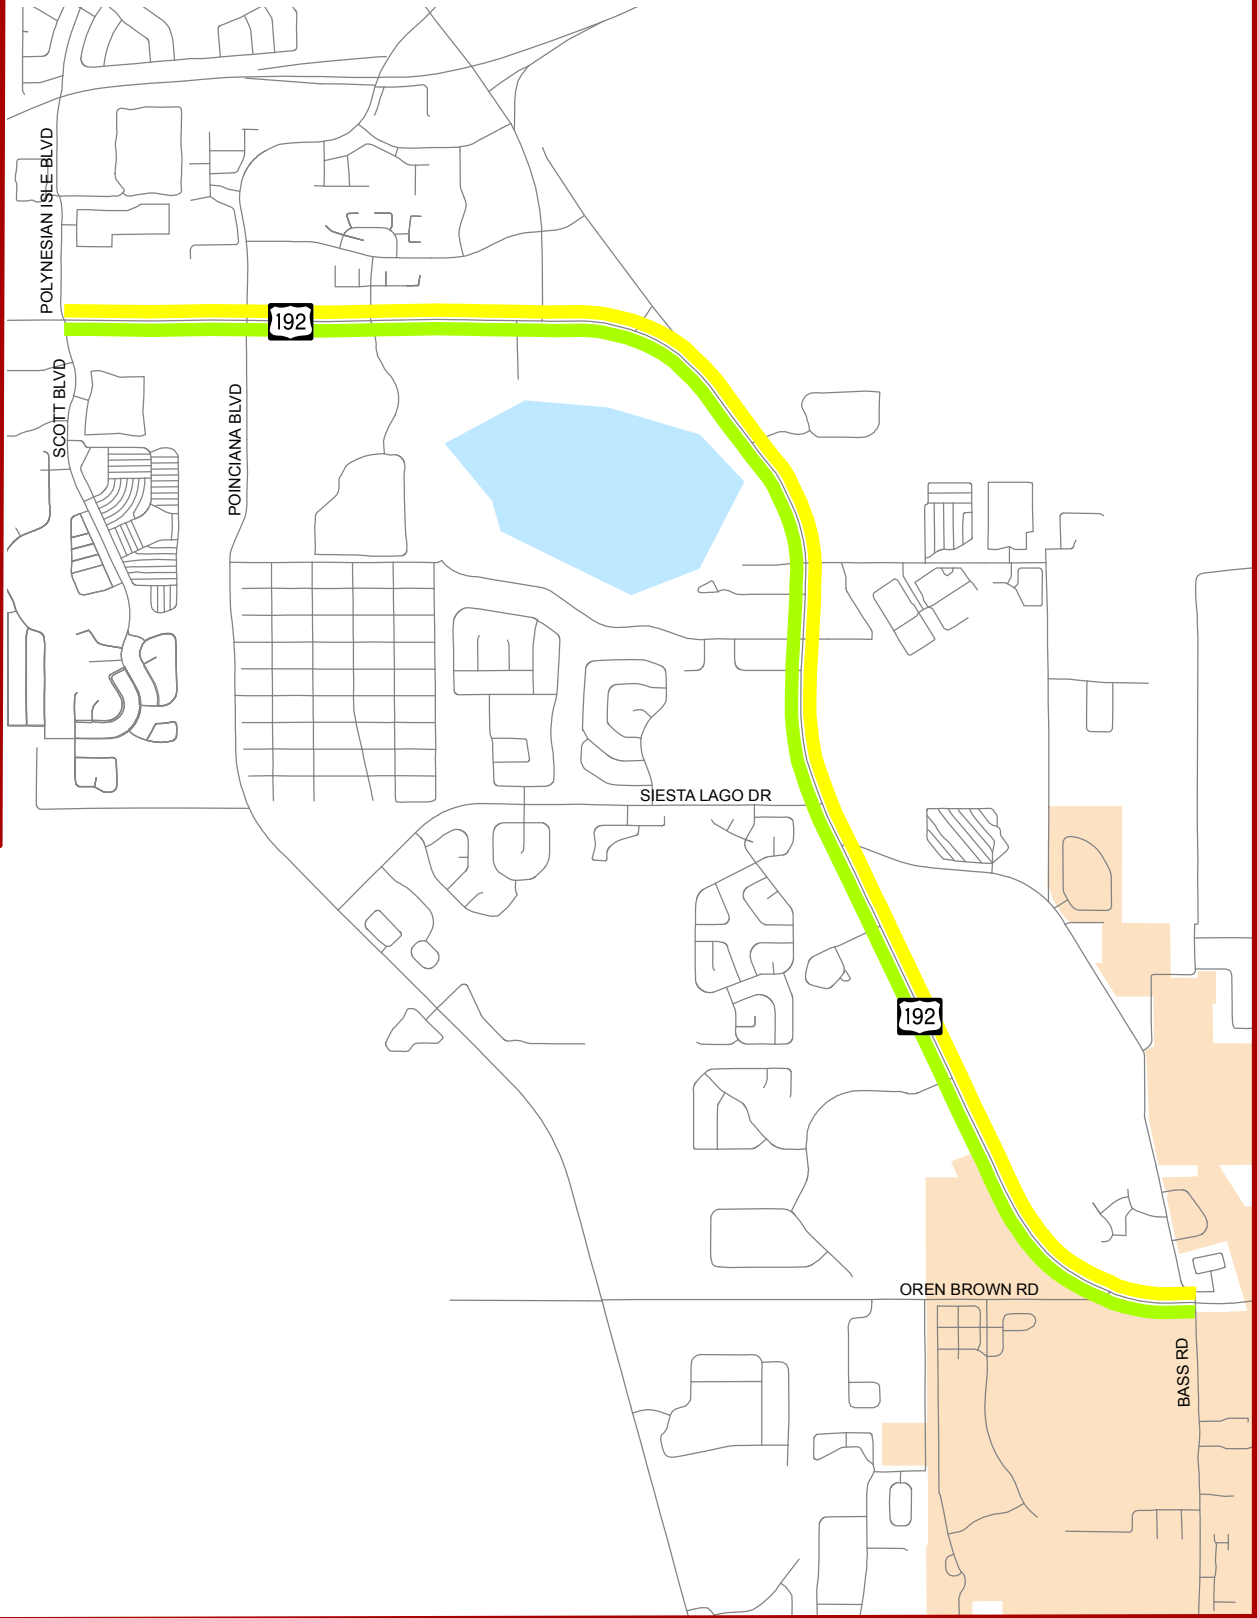 POLYNESIAN ISLE BLVD
192
SCOTT BLVD
POINCIANA BLVD
SIESTA LAGO DR
192
OREN BROWN RD
BASS RD